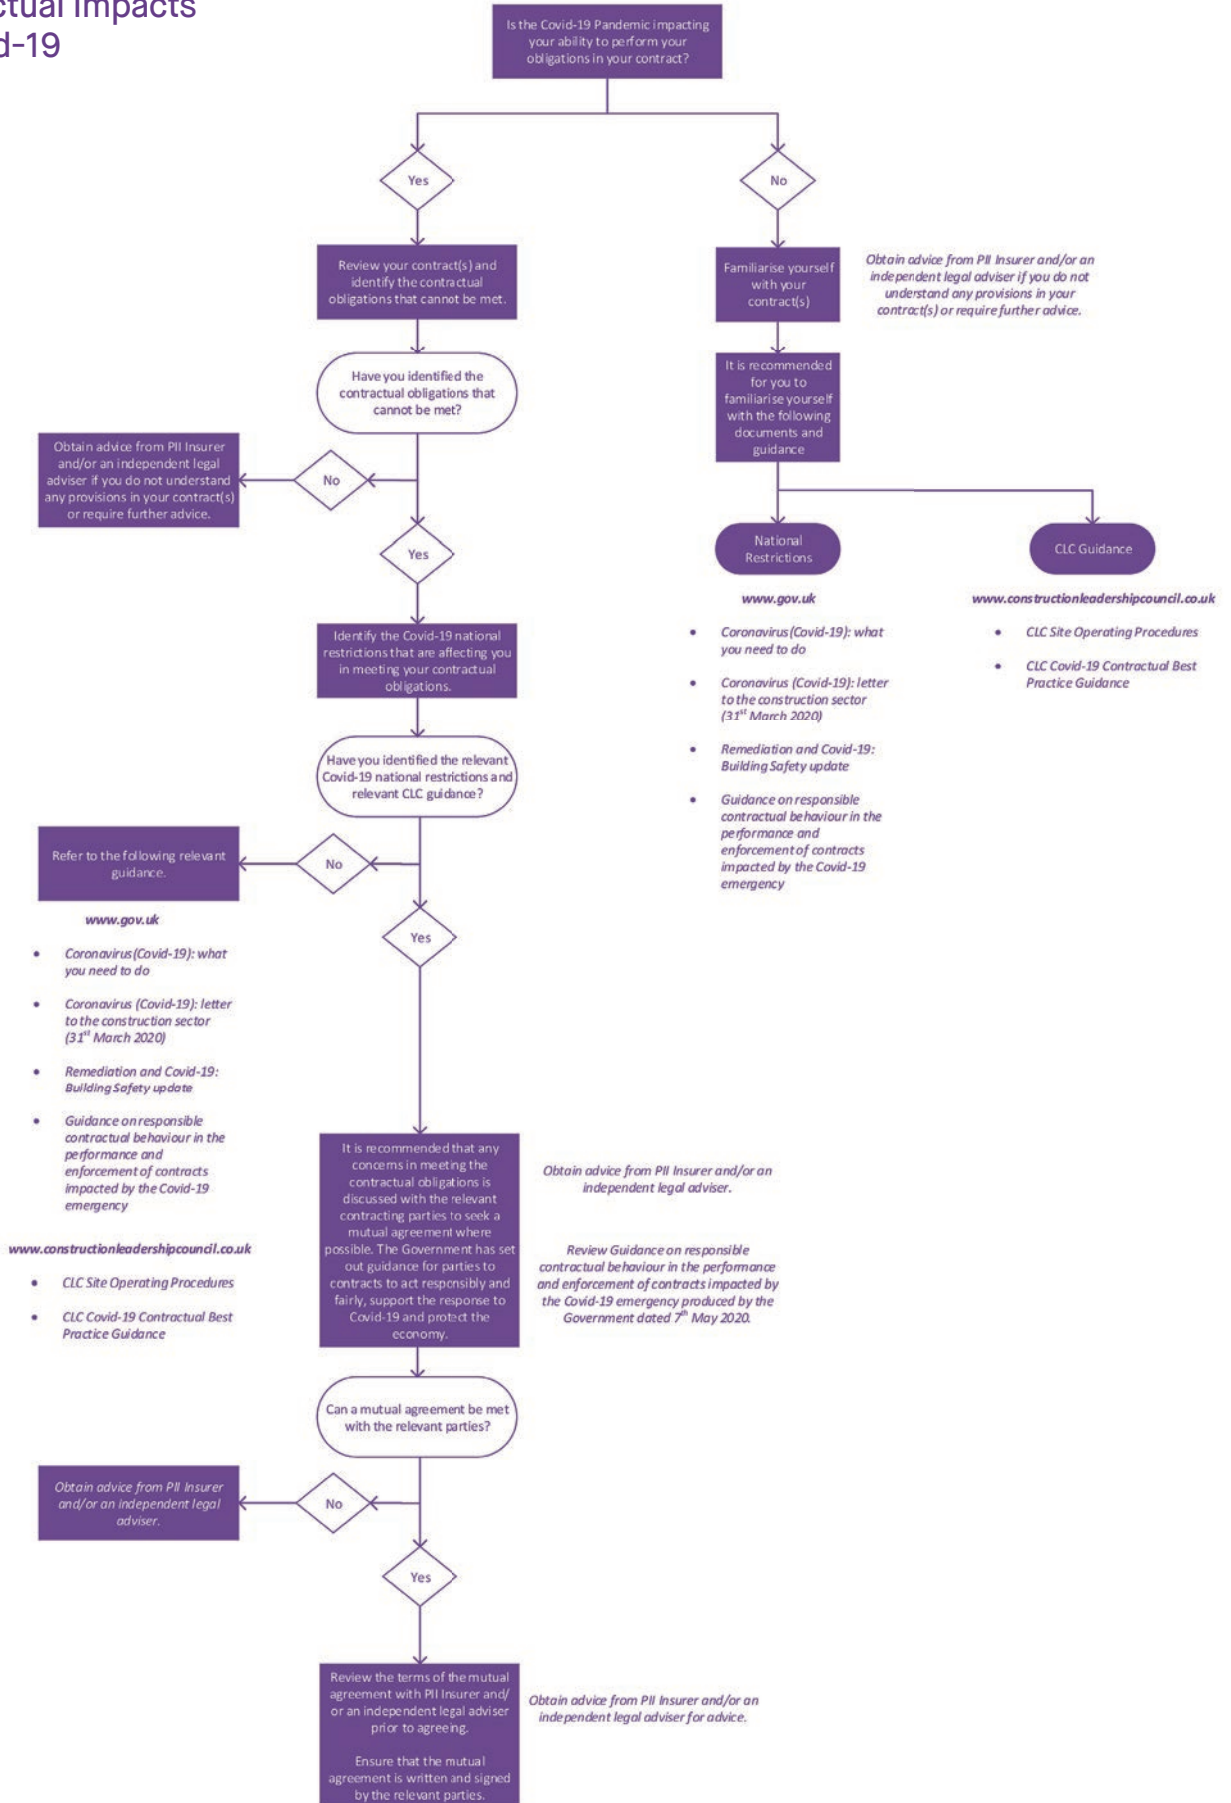 ctual Impacts
d-19
Is the Covid-19 Pandemic impacting
your ability to perform your
obligations in your contract?
Yes
No
Review your contract(s) and
identify the contractual
obligations that cannot be met.
Familiarise yourself
with your
contract(s)
Obtain advice from PII Insurer and/or an
independent legal adviser if you do not
understand any provisions in your
contract(s) or require further advice.
Have you identified the
contractual obligations that
cannot be met?
It is recommended
for you to
familiarise yourself
with the following
documents and
guidance
Obtain advice from PII Insurer
and/or an independent legal
adviser if you do not understand
any provisions in your contract(s)
or require further advice.
No
Yes
National
Restrictions
CLC Guidance
www.gov.uk
• Coronavirus(Covid-19): what
you need to do
• Coronavirus (Covid-19): letter
to the construction sector
(31st March 2020)
• Remediation and Covid-19:
Building Safety update
• Guidance on responsible
contractual behaviour in the
performance and
enforcement of contracts
impacted by the Covid-19
emergency
www.constructionleadershipcouncil.co.uk
• CLC Site Operating Procedures
• CLC Covid-19 Contractual Best
Practice Guidance
Identify the Covid-19 national
restrictions that are affecting you
in meeting your contractual
obligations.
Have you identified the relevant
Covid-19 national restrictions and
relevant CLC guidance?
Refer to the following relevant
guidance.
No
Yes
www.gov.uk
• Coronavirus(Covid-19): what
you need to do
• Coronavirus (Covid-19): letter
to the construction sector
(31st March 2020)
• Remediation and Covid-19:
Building Safety update
• Guidance on responsible
contractual behaviour in the
performance and
enforcement of contracts
impacted by the Covid-19
emergency
www.constructionleadershipcouncil.co.uk
• CLC Site Operating Procedures
• CLC Covid-19 Contractual Best
Practice Guidance
It is recommended that any
concerns in meeting the
contractual obligations is
discussed with the relevant
contracting parties to seek a
mutual agreement where
possible. The Government has set
out guidance for parties to
contracts to act responsibly and
fairly, support the response to
Covid-19 and protect the
economy.
Obtain advice from PII Insurer and/or an
independent legal adviser.
Review Guidance on responsible
contractual behaviour in the performance
and enforcement of contracts impacted by
the Covid-19 emergency produced by the
Government dated 7th May 2020.
Can a mutual agreement be met
with the relevant parties?
Obtain advice from PII Insurer
and/or an independent legal
adviser.
No
Yes
Review the terms of the mutual
agreement with PII Insurer and/
or an independent legal adviser
prior to agreeing.
Ensure that the mutual
agreement is written and signed
by the relevant parties.
Obtain advice from PII Insurer and/or an
independent legal adviser for advice.